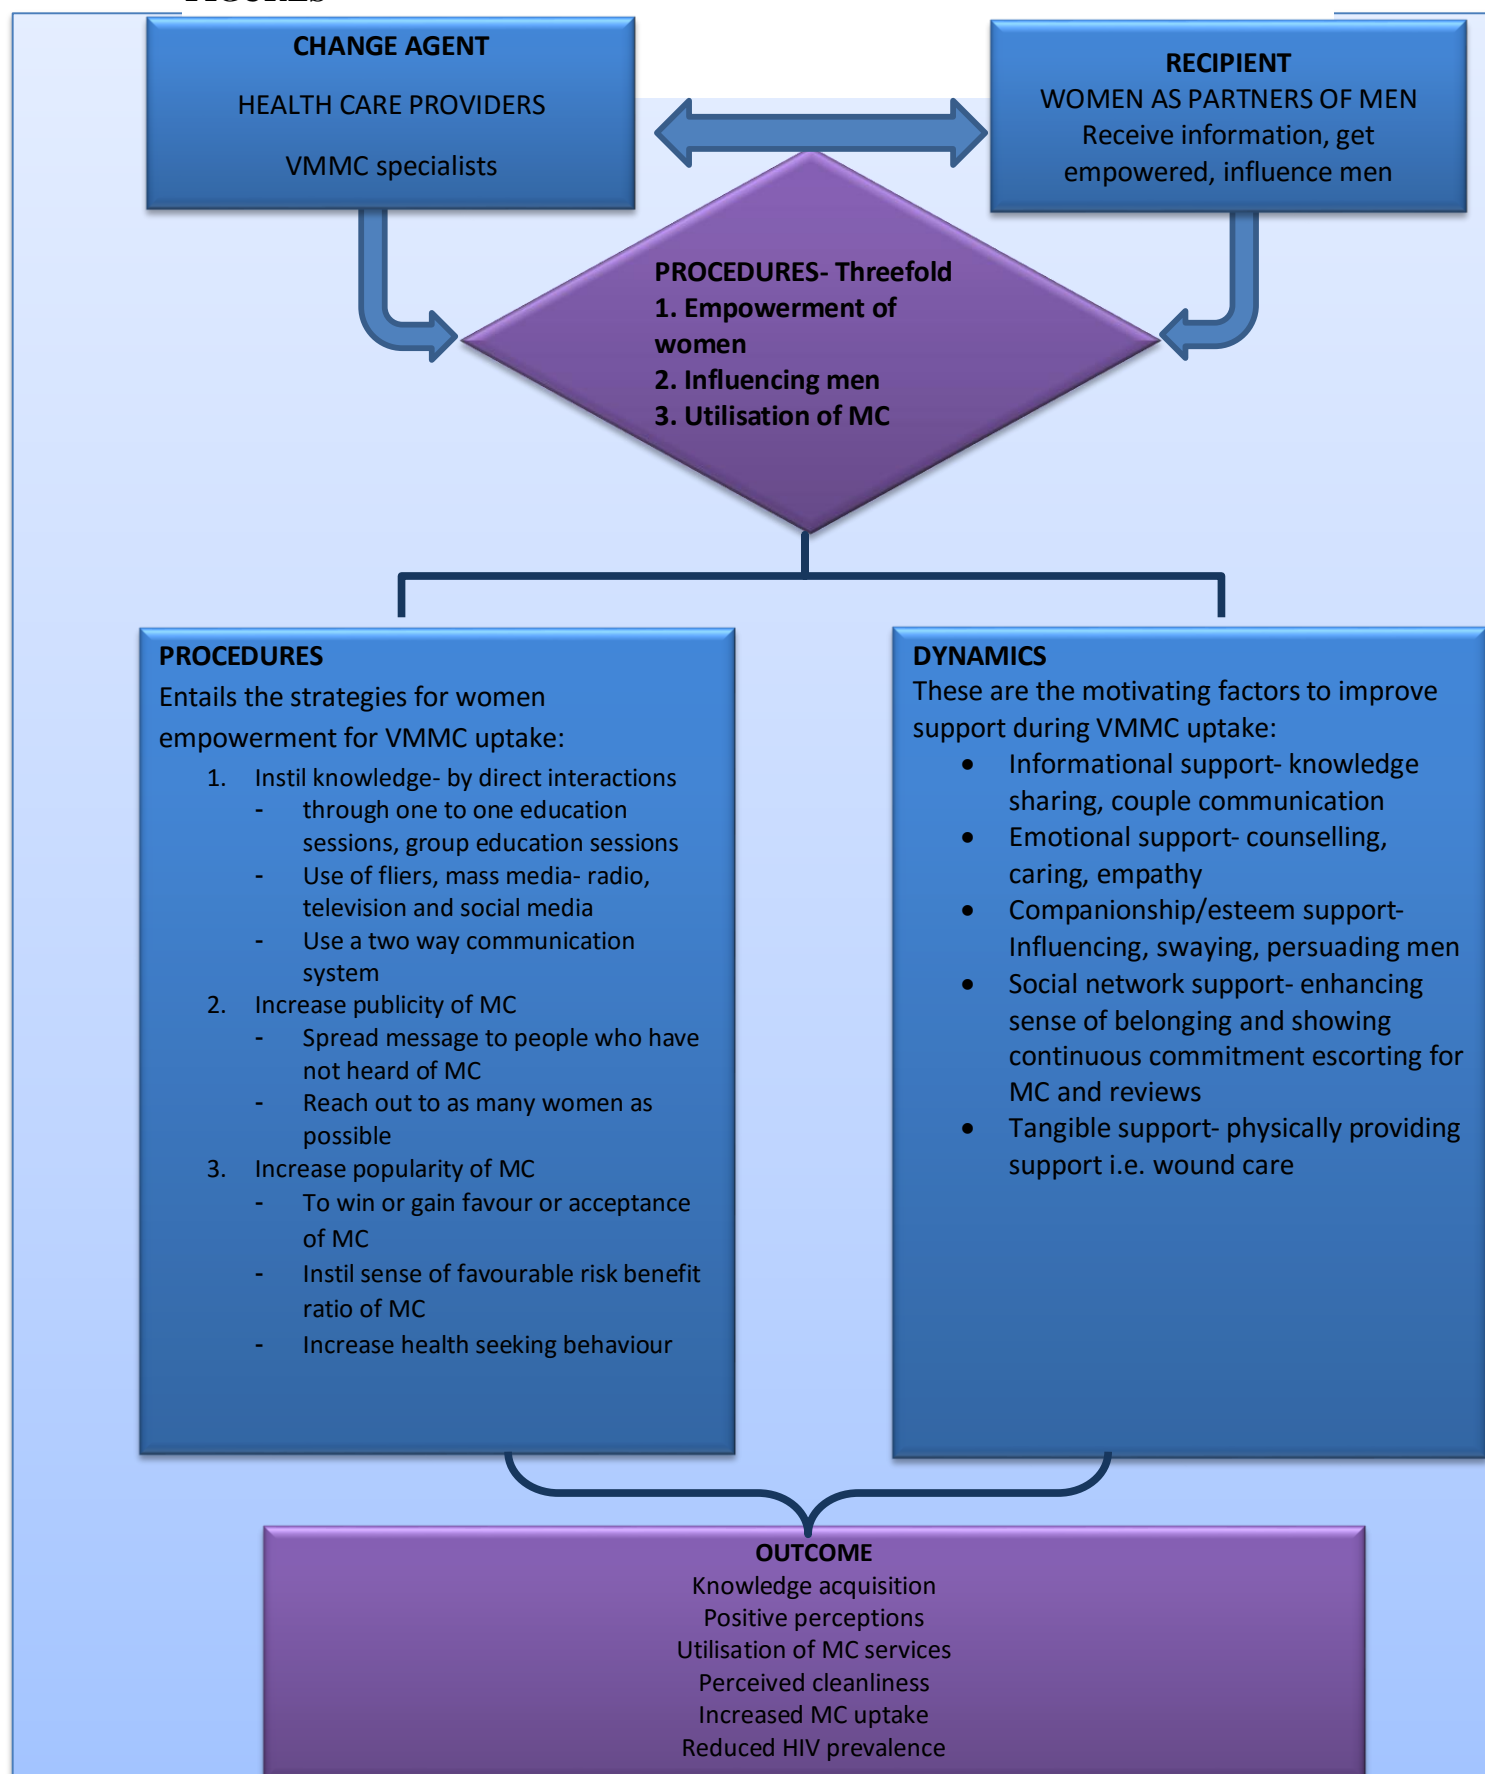 FIGURES
CHANGE AGENT
HEALTH CARE PROVIDERS
VMMC specialists
RECIPIENT
WOMEN AS PARTNERS OF MEN
Receive information, get
empowered, influence men
PROCEDURES- Threefold
1. Empowerment of
women
2. Influencing men
3. Utilisation of MC
PROCEDURES
Entails the strategies for women
empowerment for VMMC uptake:
1. Instil knowledge- by direct interactions
- through one to one education
sessions, group education sessions
- Use of fliers, mass media- radio,
television and social media
- Use a two way communication
system
2. Increase publicity of MC
- Spread message to people who have
not heard of MC
- Reach out to as many women as
possible
3. Increase popularity of MC
- To win or gain favour or acceptance
of MC
- Instil sense of favourable risk benefit
ratio of MC
- Increase health seeking behaviour
DYNAMICS
These are the motivating factors to improve
support during VMMC uptake:
• Informational support- knowledge
sharing, couple communication
• Emotional support- counselling,
caring, empathy
• Companionship/esteem support-
Influencing, swaying, persuading men
• Social network support- enhancing
sense of belonging and showing
continuous commitment escorting for
MC and reviews
• Tangible support- physically providing
support i.e. wound care
OUTCOME
Knowledge acquisition
Positive perceptions
Utilisation of MC services
Perceived cleanliness
Increased MC uptake
Reduced HIV prevalence